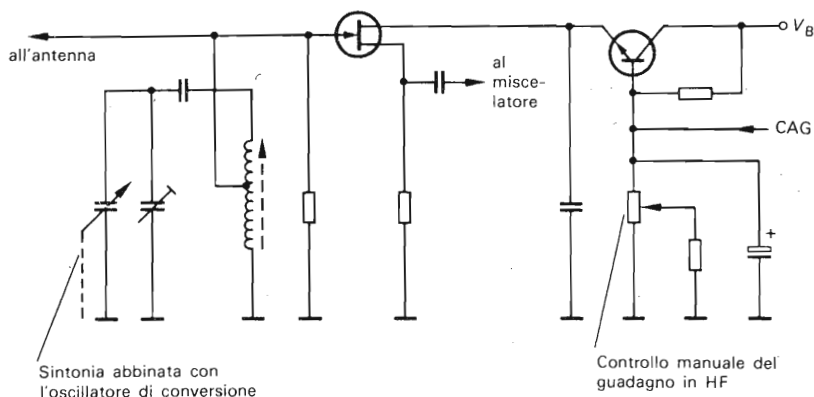 all'antenna
al
misce-
latore
V_B
CAG
+
Sintonia abbinata con
l'oscillatore di conversione
Controllo manuale del
guadagno in HF